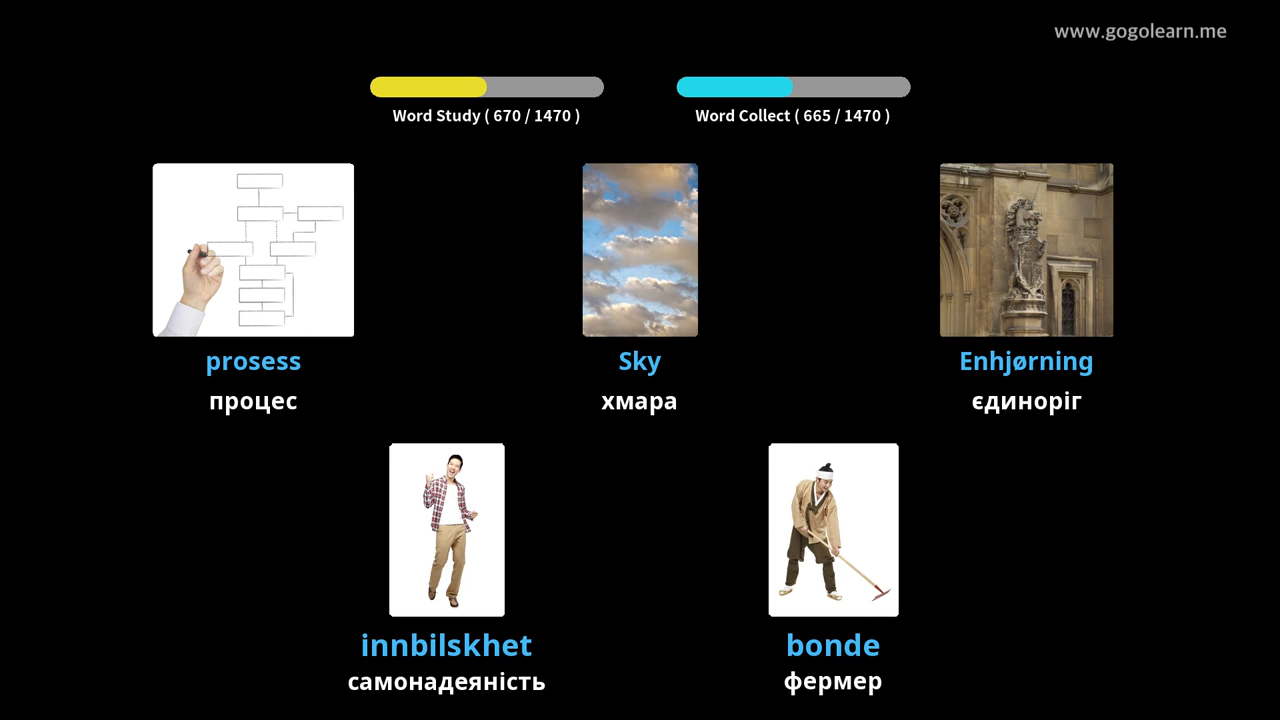 www.gogolearn.me
Word Study ( 670 / 1470 )
Word Collect ( 665 / 1470 )
prosess
Sky
Enhjørning
процес
хмара
єдиноріг
innbilskhet
bonde
самонадеяність
фермер